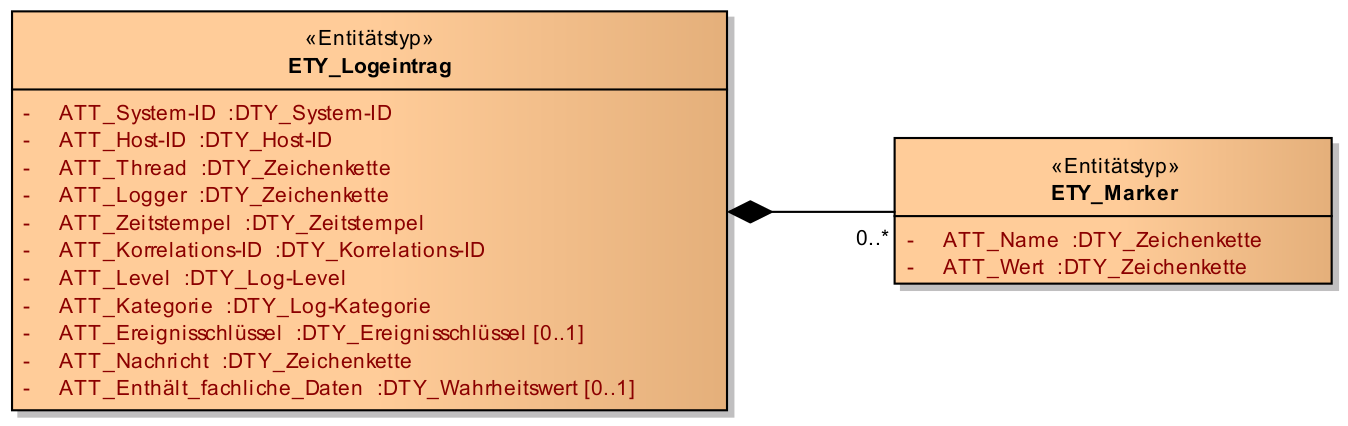 «Entitätstyp»
ETY_Logeintrag
- ATT_System-ID :DTY_System-ID
- ATT_Host-ID :DTY_Host-ID
- ATT_Thread :DTY_Zeichenkette
- ATT_Logger :DTY_Zeichenkette
- ATT_Zeitstempel :DTY_Zeitstempel
- ATT_Korrelations-ID :DTY_Korrelations-ID
- ATT_Level :DTY_Log-Level
- ATT_Kategorie :DTY_Log-Kategorie
- ATT_Ereignisschlüssel :DTY_Ereignisschlüssel [0..1]
- ATT_Nachricht :DTY_Zeichenkette
- ATT_Enthält_fachliche_Daten :DTY_Wahrheitswert [0..1]
0..*
«Entitätstyp»
ETY_Marker
- ATT_Name :DTY_Zeichenkette
- ATT_Wert :DTY_Zeichenkette